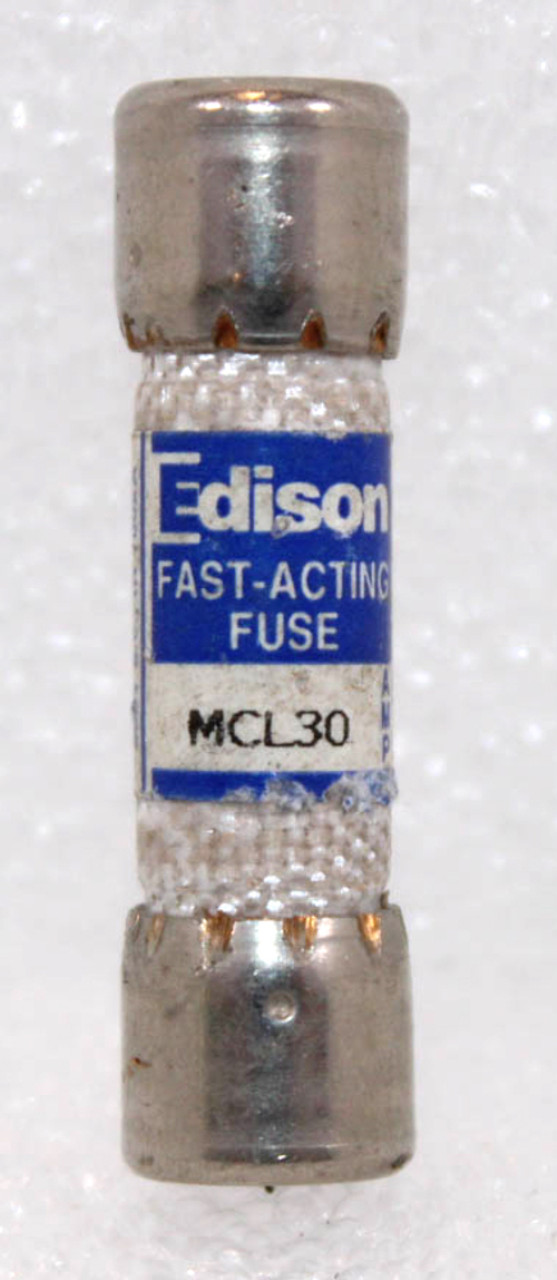 Edison
FAST-ACTING
FUSE
MCL30
AMP